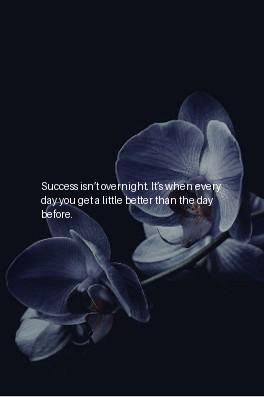 Success isn't overnight. It's when every
day you get a little better than the day
before.